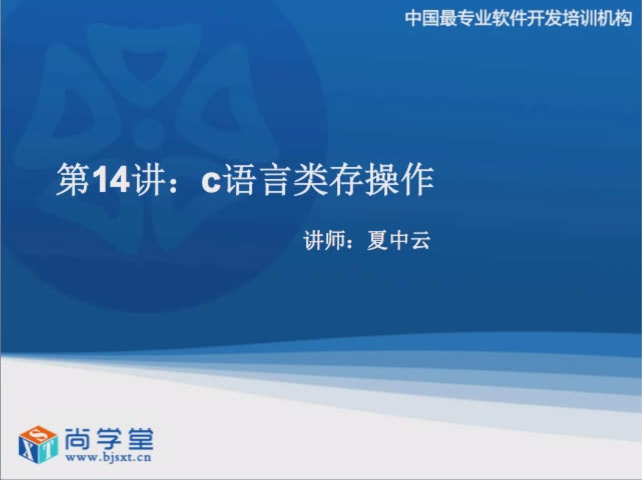 中国最专业软件开发培训机构
第14讲：c语言类存操作
讲师：夏中云
尚学堂
www.bjsxt.cn